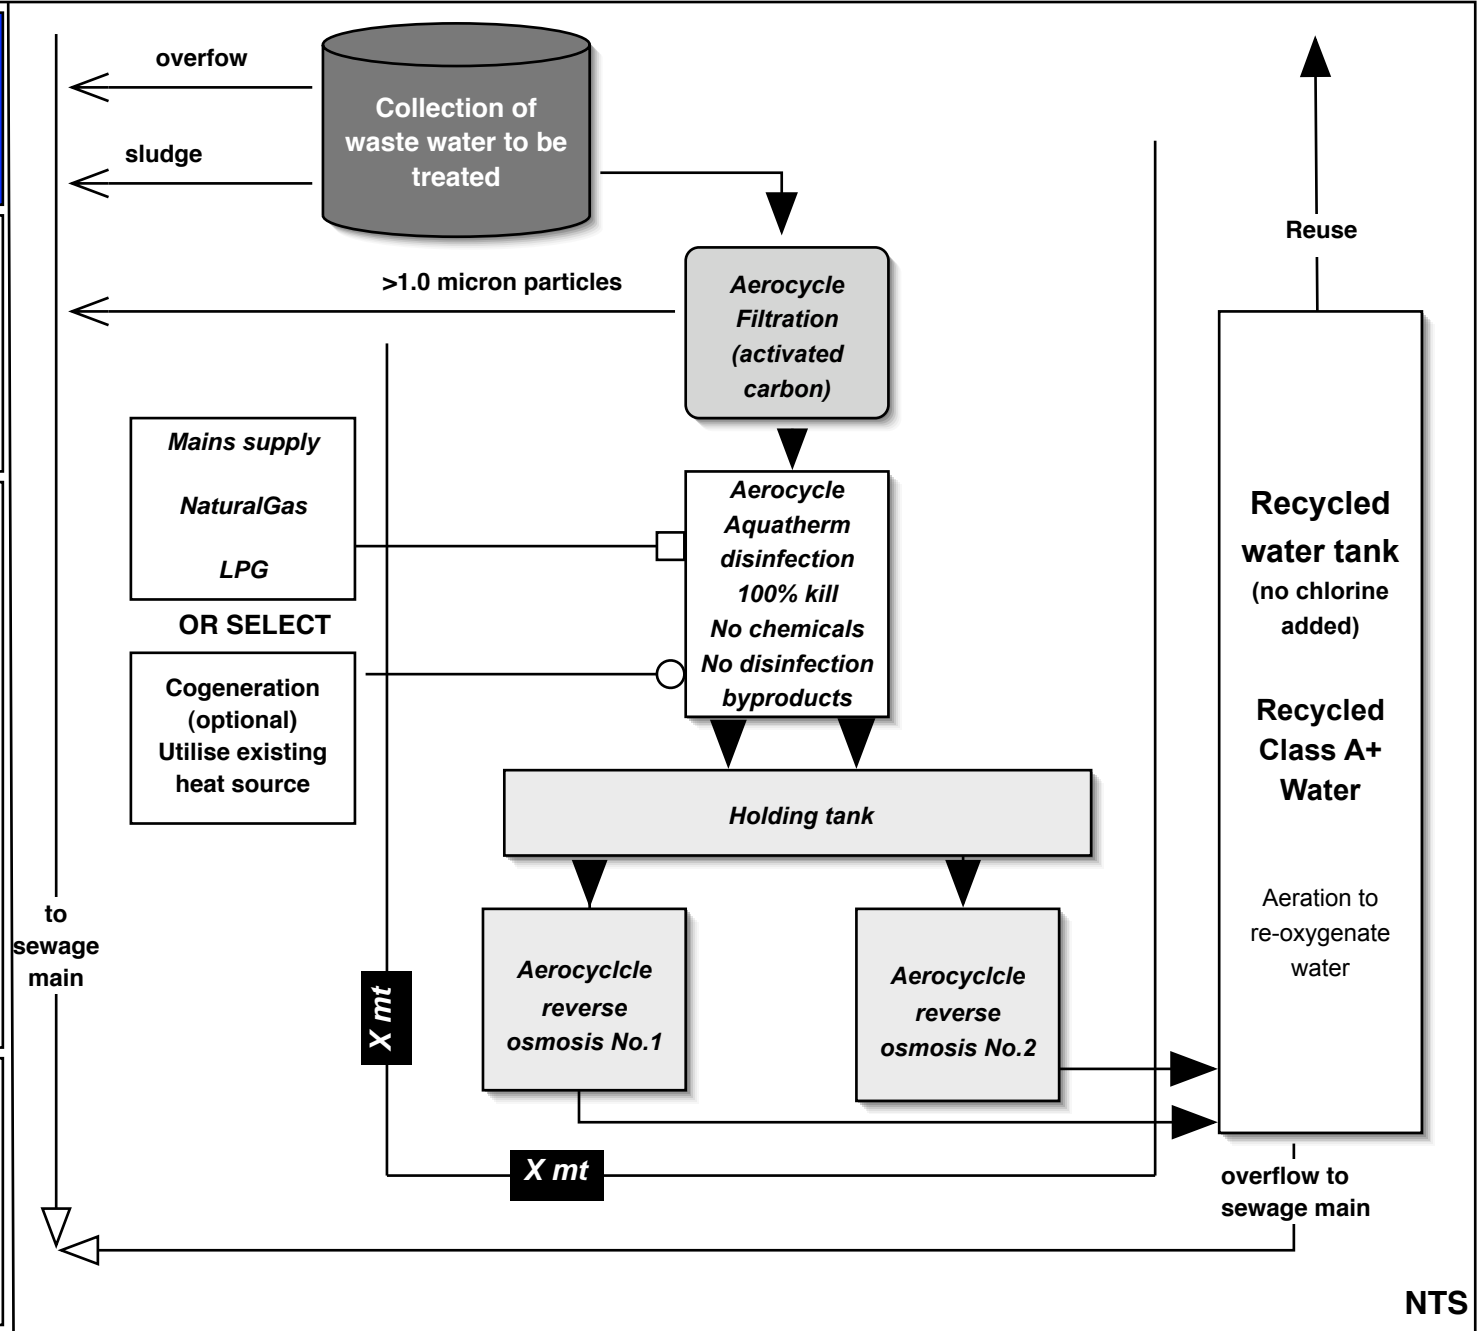 overfow
Collection of
waste water to be
treated
sludge
Reuse
>1.0 micron particles
Aerocycle
Filtration
(activated
carbon)
Mains supply
NaturalGas
LPG
OR SELECT
Cogeneration
(optional)
Utilise existing
heat source
Aerocycle
Aquatherm
disinfection
100% kill
No chemicals
No disinfection
byproducts
Holding tank
Aerocyclcle
reverse
osmosis No.1
Aerocyclcle
reverse
osmosis No.2
Recycled
water tank
(no chlorine
added)
Recycled
Class A+
Water
Aeration to
re-oxygenate
water
to
sewage
main
X mt
X mt
overflow to
sewage main
NTS